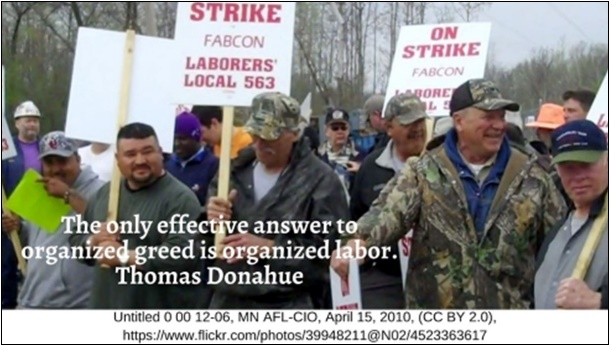 STRIKE
FABCON
LABORERS'
LOCAL 563
ON
STRIKE
FABCON
The only effective answer to
organized greed is organized labor.
Thomas Donahue
Untitled 0 00 12-06, MN AFL-CIO, April 15, 2010, (CC BY 2.0),
https://www.flickr.com/photos/39948211@N02/4523363617